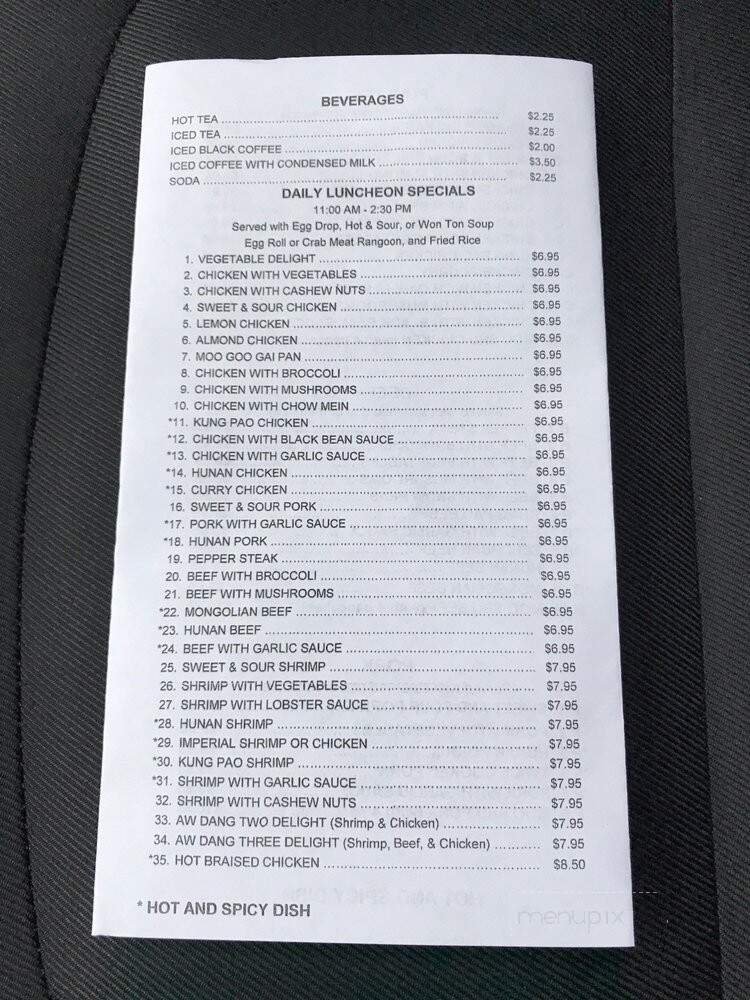 BEVERAGES
HOT TEA ........ $2.25
ICED TEA ........ $2.25
ICED BLACK COFFEE ........ $2.00
ICED COFFEE WITH CONDENSED MILK ........ $3.50
SODA ........ $2.25
DAILY LUNCHEON SPECIALS
11:00 AM - 2:30 PM
Served with Egg Drop, Hot & Sour, or Won Ton Soup
Egg Roll or Crab Meat Rangoon, and Fried Rice
1. VEGETABLE DELIGHT ........ $6.95
2. CHICKEN WITH VEGETABLES ........ $6.95
3. CHICKEN WITH CASHEW NUTS ........ $6.95
4. SWEET & SOUR CHICKEN ........ $6.95
5. LEMON CHICKEN ........ $6.95
6. ALMOND CHICKEN ........ $6.95
7. MOO GOO GAI PAN ........ $6.95
8. CHICKEN WITH BROCCOLI ........ $6.95
9. CHICKEN WITH MUSHROOMS ........ $6.95
10. CHICKEN WITH CHOW MEIN ........ $6.95
*11. KUNG PAO CHICKEN ........ $6.95
*12. CHICKEN WITH BLACK BEAN SAUCE ........ $6.95
*13. CHICKEN WITH GARLIC SAUCE ........ $6.95
*14. HUNAN CHICKEN ........ $6.95
*15. CURRY CHICKEN ........ $6.95
16. SWEET & SOUR PORK ........ $6.95
*17. PORK WITH GARLIC SAUCE ........ $6.95
*18. HUNAN PORK ........ $6.95
19. PEPPER STEAK ........ $6.95
20. BEEF WITH BROCCOLI ........ $6.95
21. BEEF WITH MUSHROOMS ........ $6.95
*22. MONGOLIAN BEEF ........ $6.95
*23. HUNAN BEEF ........ $6.95
*24. BEEF WITH GARLIC SAUCE ........ $6.95
25. SWEET & SOUR SHRIMP ........ $7.95
26. SHRIMP WITH VEGETABLES ........ $7.95
27. SHRIMP WITH LOBSTER SAUCE ........ $7.95
*28. HUNAN SHRIMP ........ $7.95
*29. IMPERIAL SHRIMP OR CHICKEN ........ $7.95
*30. KUNG PAO SHRIMP ........ $7.95
*31. SHRIMP WITH GARLIC SAUCE ........ $7.95
32. SHRIMP WITH CASHEW NUTS ........ $7.95
33. AW DANG TWO DELIGHT (Shrimp & Chicken) ........ $7.95
34. AW DANG THREE DELIGHT (Shrimp, Beef, & Chicken) ........ $7.95
*35. HOT BRAISED CHICKEN ........ $8.50
* HOT AND SPICY DISH
menupix